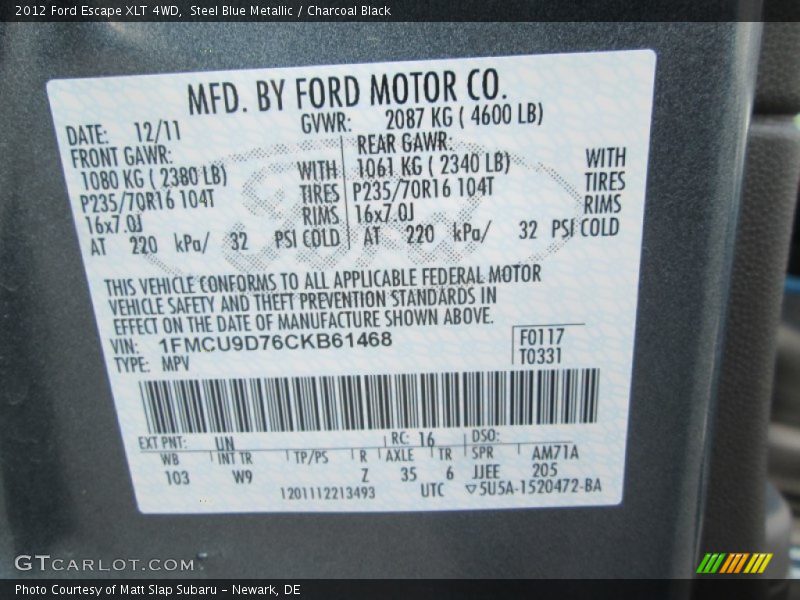 2012 Ford Escape XLT 4WD, Steel Blue Metallic / Charcoal Black
MFD. BY FORD MOTOR CO.
DATE: 12/11 GVWR: 2087 KG ( 4600 LB)
FRONT GAWR: REAR GAWR:
1080 KG ( 2380 LB) WITH 1061 KG ( 2340 LB) WITH
P235/70R16 104T TIRES P235/70R16 104T TIRES
16x7.0J RIMS 16x7.0J RIMS
AT 220 kPa/ 32 PSI COLD AT 220 kPa/ 32 PSI COLD
THIS VEHICLE CONFORMS TO ALL APPLICABLE FEDERAL MOTOR
VEHICLE SAFETY AND THEFT PREVENTION STANDARDS IN
EFFECT ON THE DATE OF MANUFACTURE SHOWN ABOVE.
VIN: 1FMCU9D76CKB61468 F0117
TYPE: MPV T0331
EXT PNT: UN RC: 16 DSO:
WB INT TR TP/PS R AXLE TR SPR AM71A
103 W9 Z 35 6 JJEE 205
1201112213493 UTC ▽5U5A-1520472-BA
GTCARLOT.COM
Photo Courtesy of Matt Slap Subaru - Newark, DE